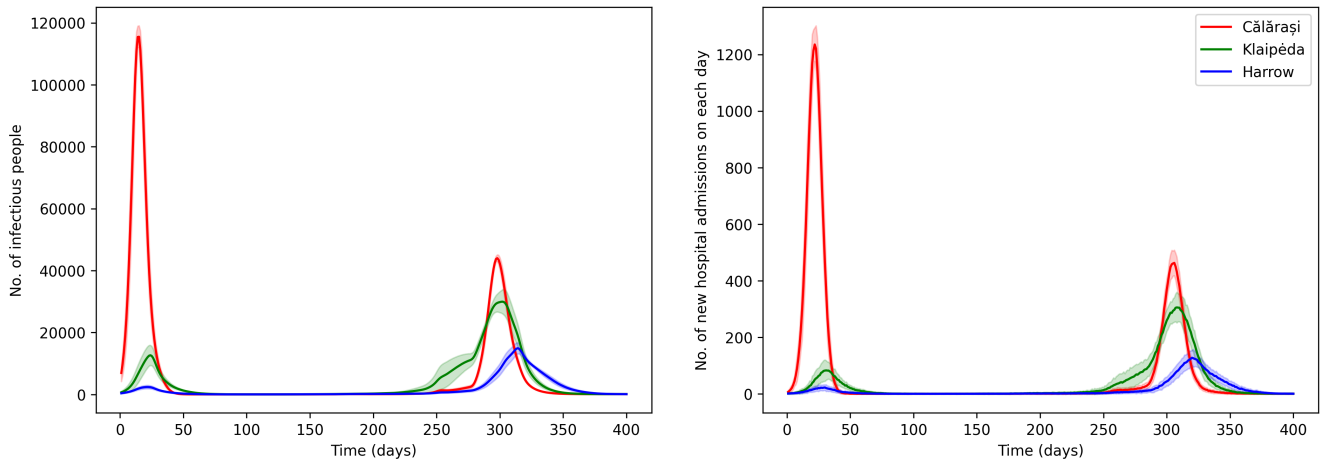 No. of infectious people
120000
100000
80000
60000
40000
20000
0
0 50 100 150 200 250 300 350 400
Time (days)
No. of new hospital admissions on each day
1200
1000
800
600
400
200
0
0 50 100 150 200 250 300 350 400
Time (days)
Călărași
Klaipėda
Harrow